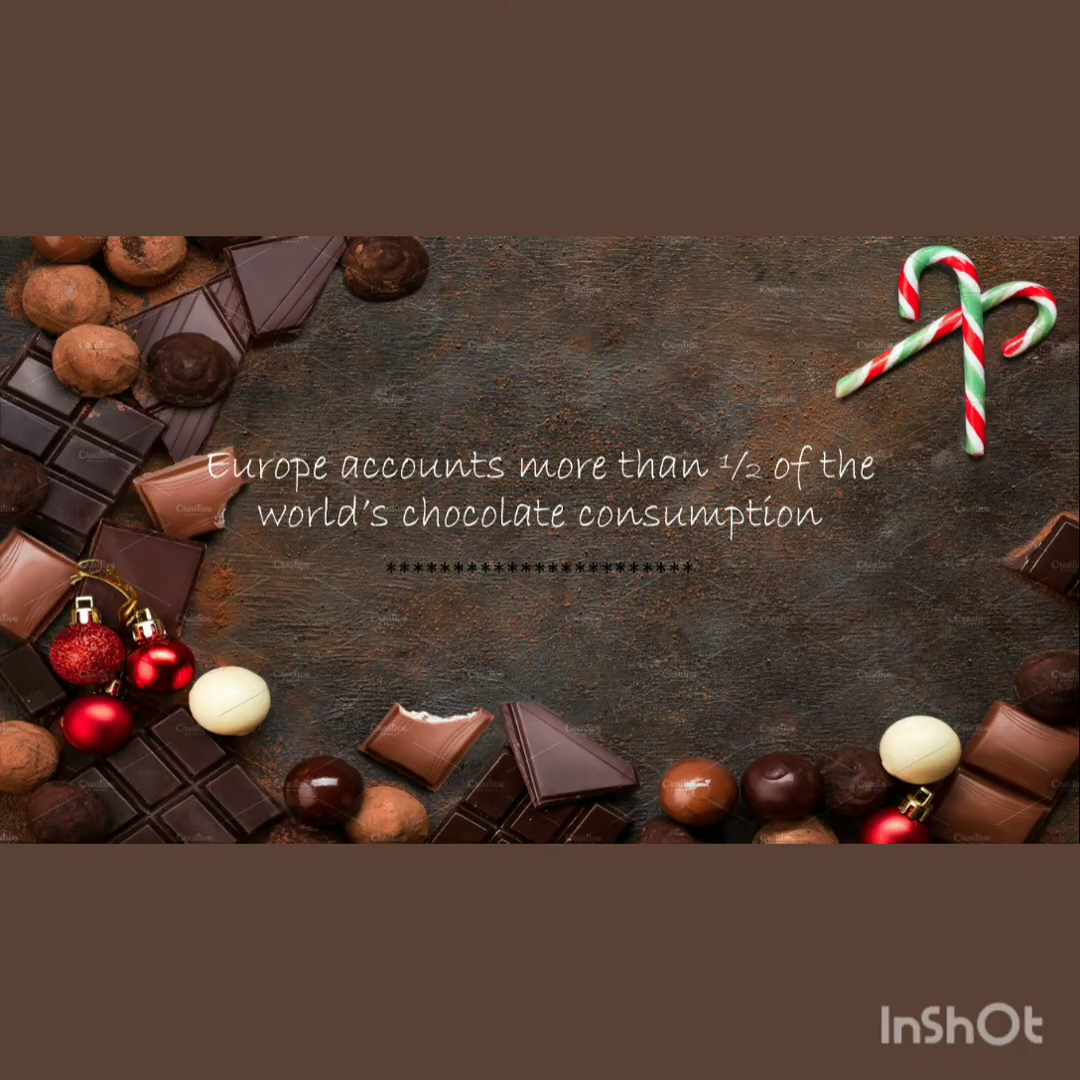 Europe accounts more than ½ of the
world's chocolate consumption
***********************
InShOt